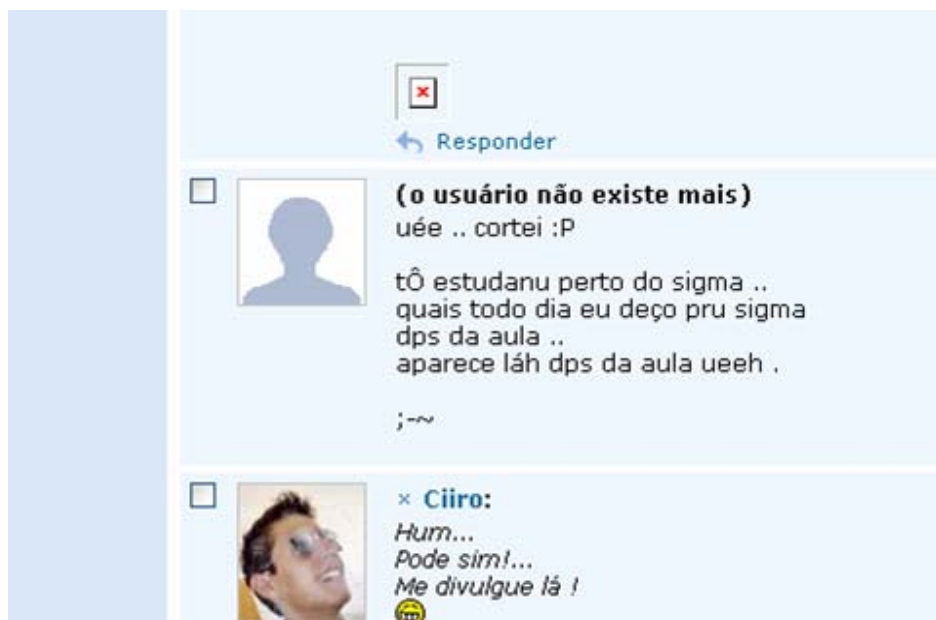 Responder
(o usuário não existe mais)
uée .. cortei :P
tÔ estudanu perto do sigma ..
quais todo dia eu deço pru sigma
dps da aula ..
aparece láh dps da aula ueeh .
;-~
× Ciiro:
Hum...
Pode sim!...
Me divulgue lá !